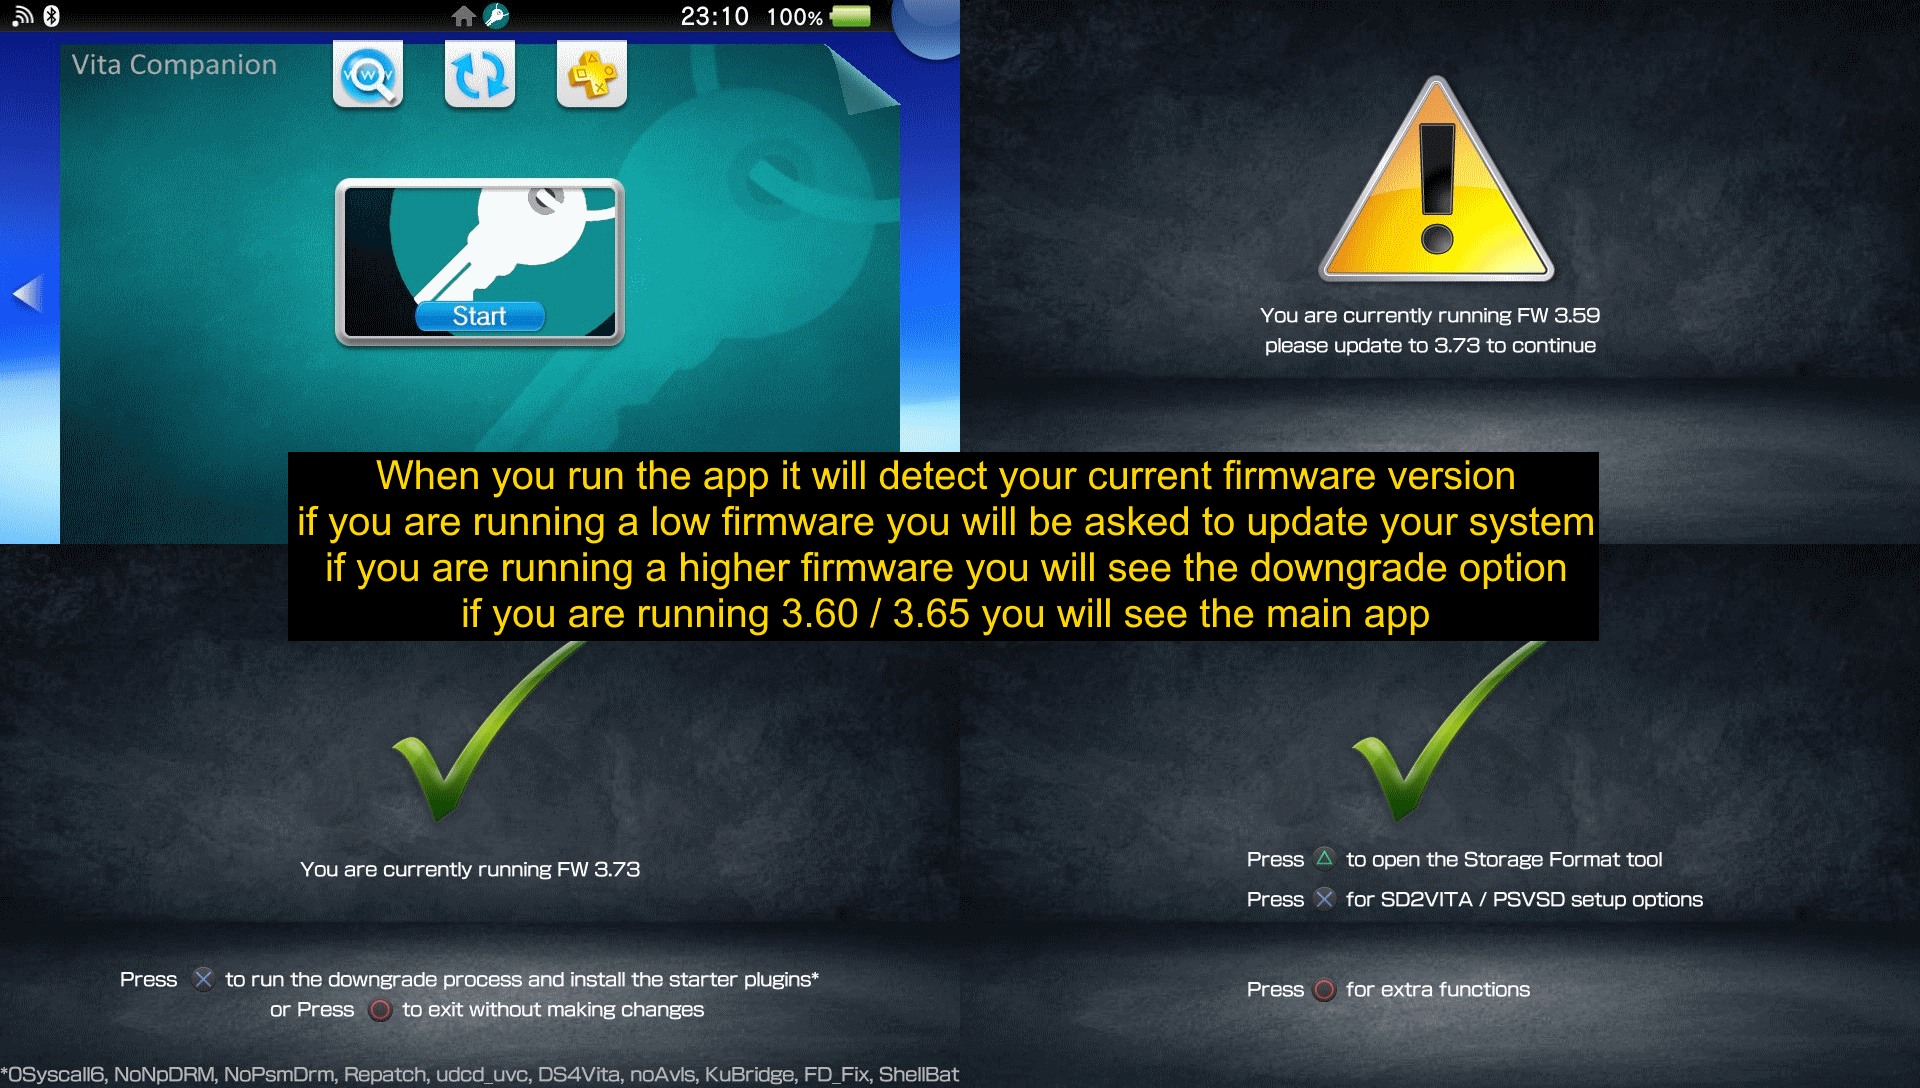 23:10 100%
Vita Companion
www
Start
You are currently running FW 3.59
please update to 3.73 to continue
When you run the app it will detect your current firmware version
if you are running a low firmware you will be asked to update your system
if you are running a higher firmware you will see the downgrade option
if you are running 3.60 / 3.65 you will see the main app
You are currently running FW 3.73
Press to run the downgrade process and install the starter plugins*
or Press to exit without making changes
*0Syscall6, NoNpDRM, NoPsmDrm, Repatch, udcd_uvc, DS4Vita, noAvls, KuBridge, FD_Fix, ShellBat
Press to open the Storage Format tool
Press for SD2VITA / PSVSD setup options
Press for extra functions